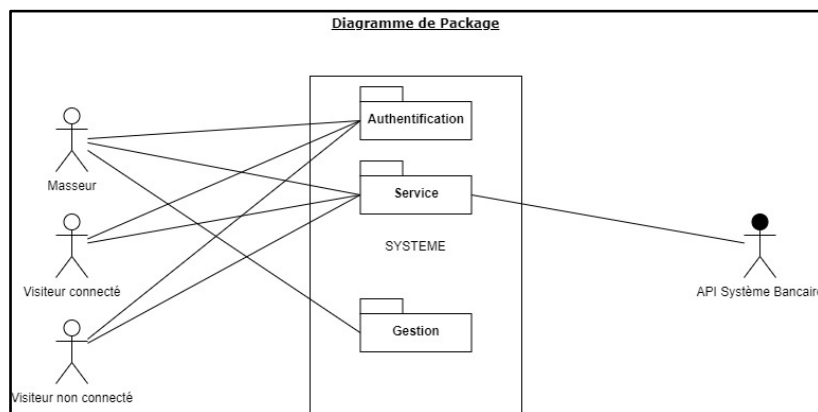 Diagramme de Package
Authentification
Masseur
Service
SYSTEME
Visiteur connecté
API Système Bancaire
Gestion
Visiteur non connecté